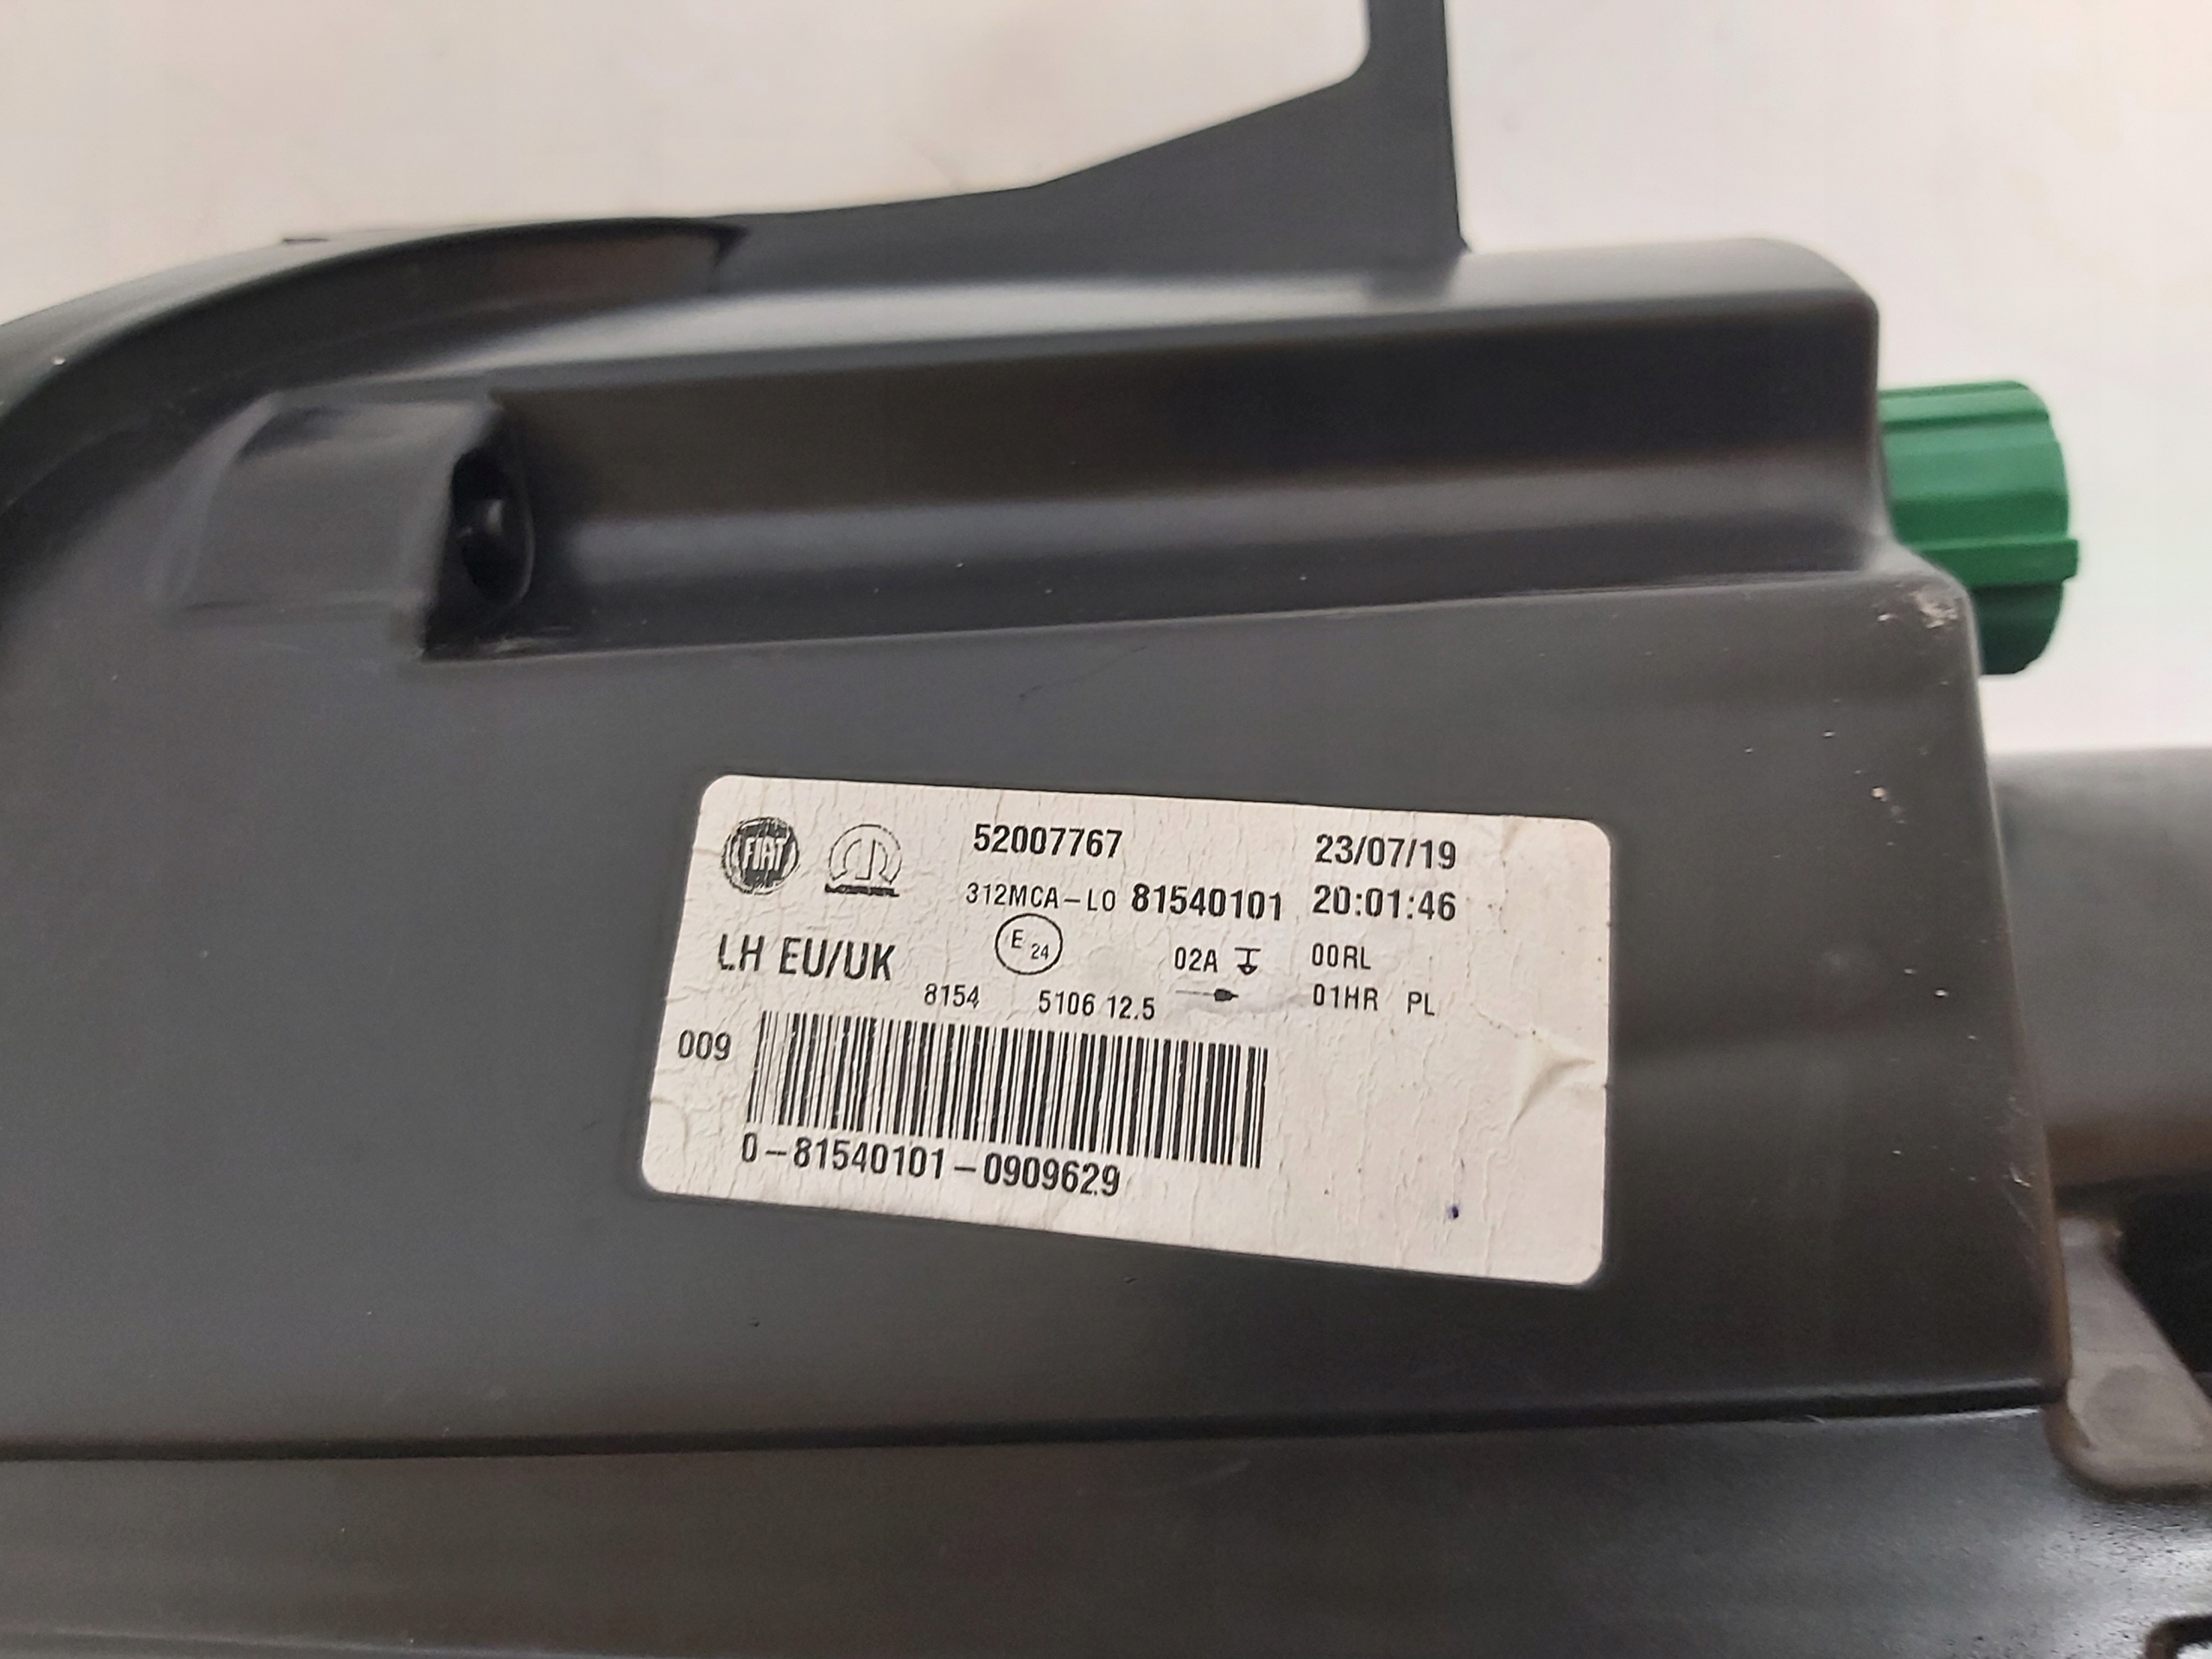 FIAT
52007767 23/07/19
312MCA-LO 81540101 20:01:46
LH EU/UK E 24 02A 00RL
8154 5106 12.5 01HR PL
009
0-81540101-0909629